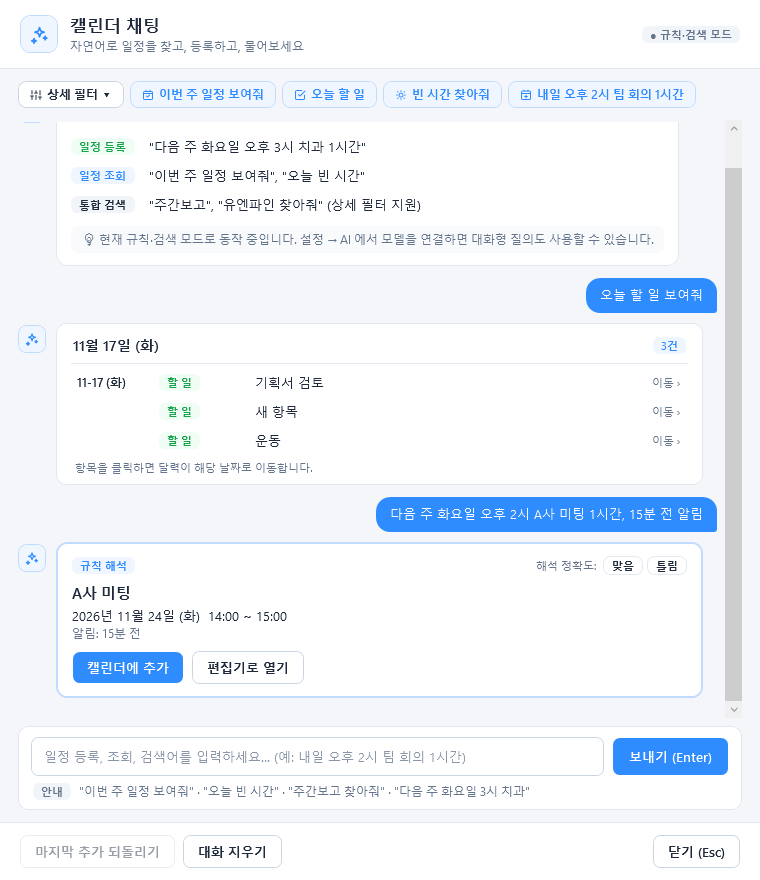 캘린더 채팅
자연어로 일정을 찾고, 등록하고, 물어보세요
● 규칙·검색 모드
상세 필터 ▾
이번 주 일정 보여줘
오늘 할 일
빈 시간 찾아줘
내일 오후 2시 팀 회의 1시간
일정 등록 "다음 주 화요일 오후 3시 치과 1시간"
일정 조회 "이번 주 일정 보여줘", "오늘 빈 시간"
통합 검색 "주간보고", "유엔파인 찾아줘" (상세 필터 지원)
현재 규칙·검색 모드로 동작 중입니다. 설정 → AI 에서 모델을 연결하면 대화형 질의도 사용할 수 있습니다.
오늘 할 일 보여줘
11월 17일 (화) 3건
11-17 (화) 할 일 기획서 검토 이동 ›
할 일 새 항목 이동 ›
할 일 운동 이동 ›
항목을 클릭하면 달력이 해당 날짜로 이동합니다.
다음 주 화요일 오후 2시 A사 미팅 1시간, 15분 전 알림
규칙 해석 해석 정확도: 맞음 틀림
A사 미팅
2026년 11월 24일 (화) 14:00 ~ 15:00
알림: 15분 전
캘린더에 추가 편집기로 열기
일정 등록, 조회, 검색어를 입력하세요... (예: 내일 오후 2시 팀 회의 1시간)
보내기 (Enter)
안내 "이번 주 일정 보여줘" · "오늘 빈 시간" · "주간보고 찾아줘" · "다음 주 화요일 3시 치과"
마지막 추가 되돌리기 대화 지우기 닫기 (Esc)